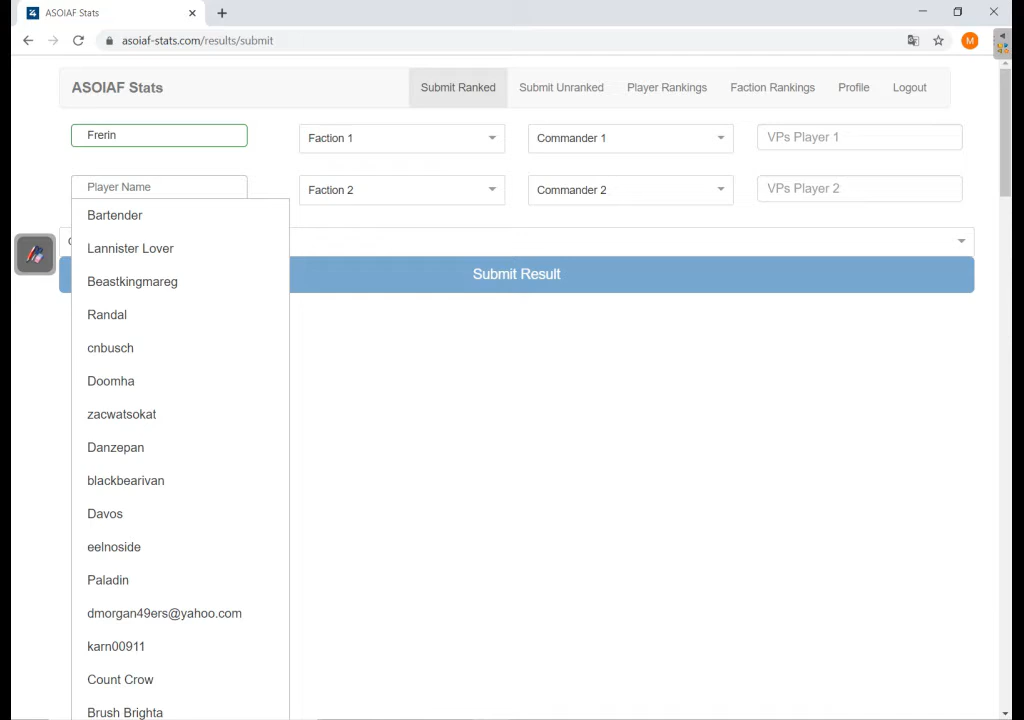 ASOIAF Stats
asoiaf-stats.com/results/submit
M
ASOIAF Stats
Submit Ranked
Submit Unranked
Player Rankings
Faction Rankings
Profile
Logout
Frerin
Faction 1
Commander 1
VPs Player 1
Player Name
Faction 2
Commander 2
VPs Player 2
Submit Result
Bartender
Lannister Lover
Beastkingmareg
Randal
cnbusch
Doomha
zacwatsokat
Danzepan
blackbearivan
Davos
eelnoside
Paladin
dmorgan49ers@yahoo.com
karn00911
Count Crow
Brush Brighta